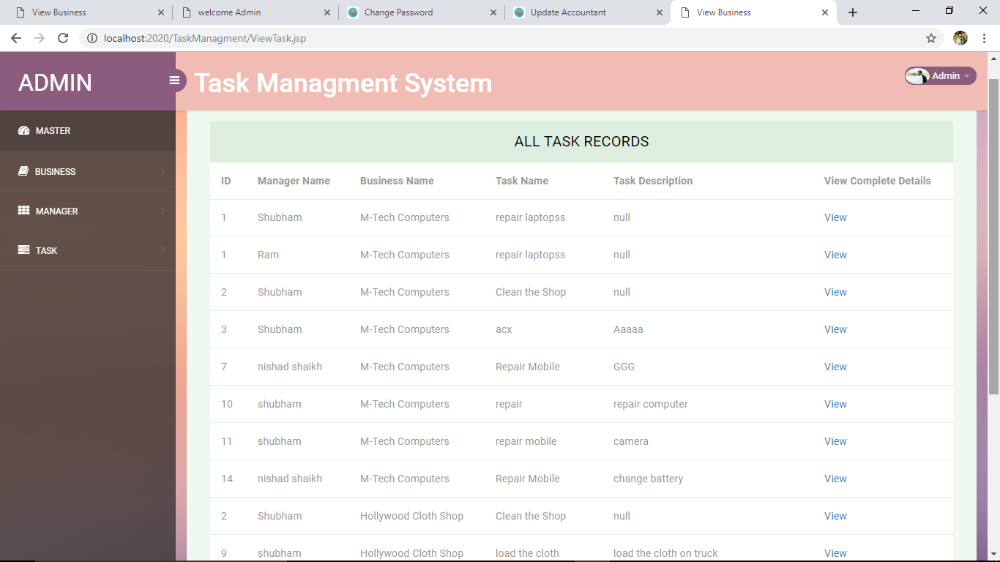 View Business
welcome Admin
Change Password
Update Accountant
View Business
localhost:2020/TaskManagment/ViewTask.jsp
ADMIN
Task Managment System
Admin
MASTER
BUSINESS
MANAGER
TASK
ALL TASK RECORDS
ID Manager Name Business Name Task Name Task Description View Complete Details
1 Shubham M-Tech Computers repair laptopss null View
1 Ram M-Tech Computers repair laptopss null View
2 Shubham M-Tech Computers Clean the Shop null View
3 Shubham M-Tech Computers acx Aaaaa View
7 nishad shaikh M-Tech Computers Repair Mobile GGG View
10 shubham M-Tech Computers repair repair computer View
11 shubham M-Tech Computers repair mobile camera View
14 nishad shaikh M-Tech Computers Repair Mobile change battery View
2 Shubham Hollywood Cloth Shop Clean the Shop null View
9 shubham Hollywood Cloth Shop load the cloth load the cloth on truck View